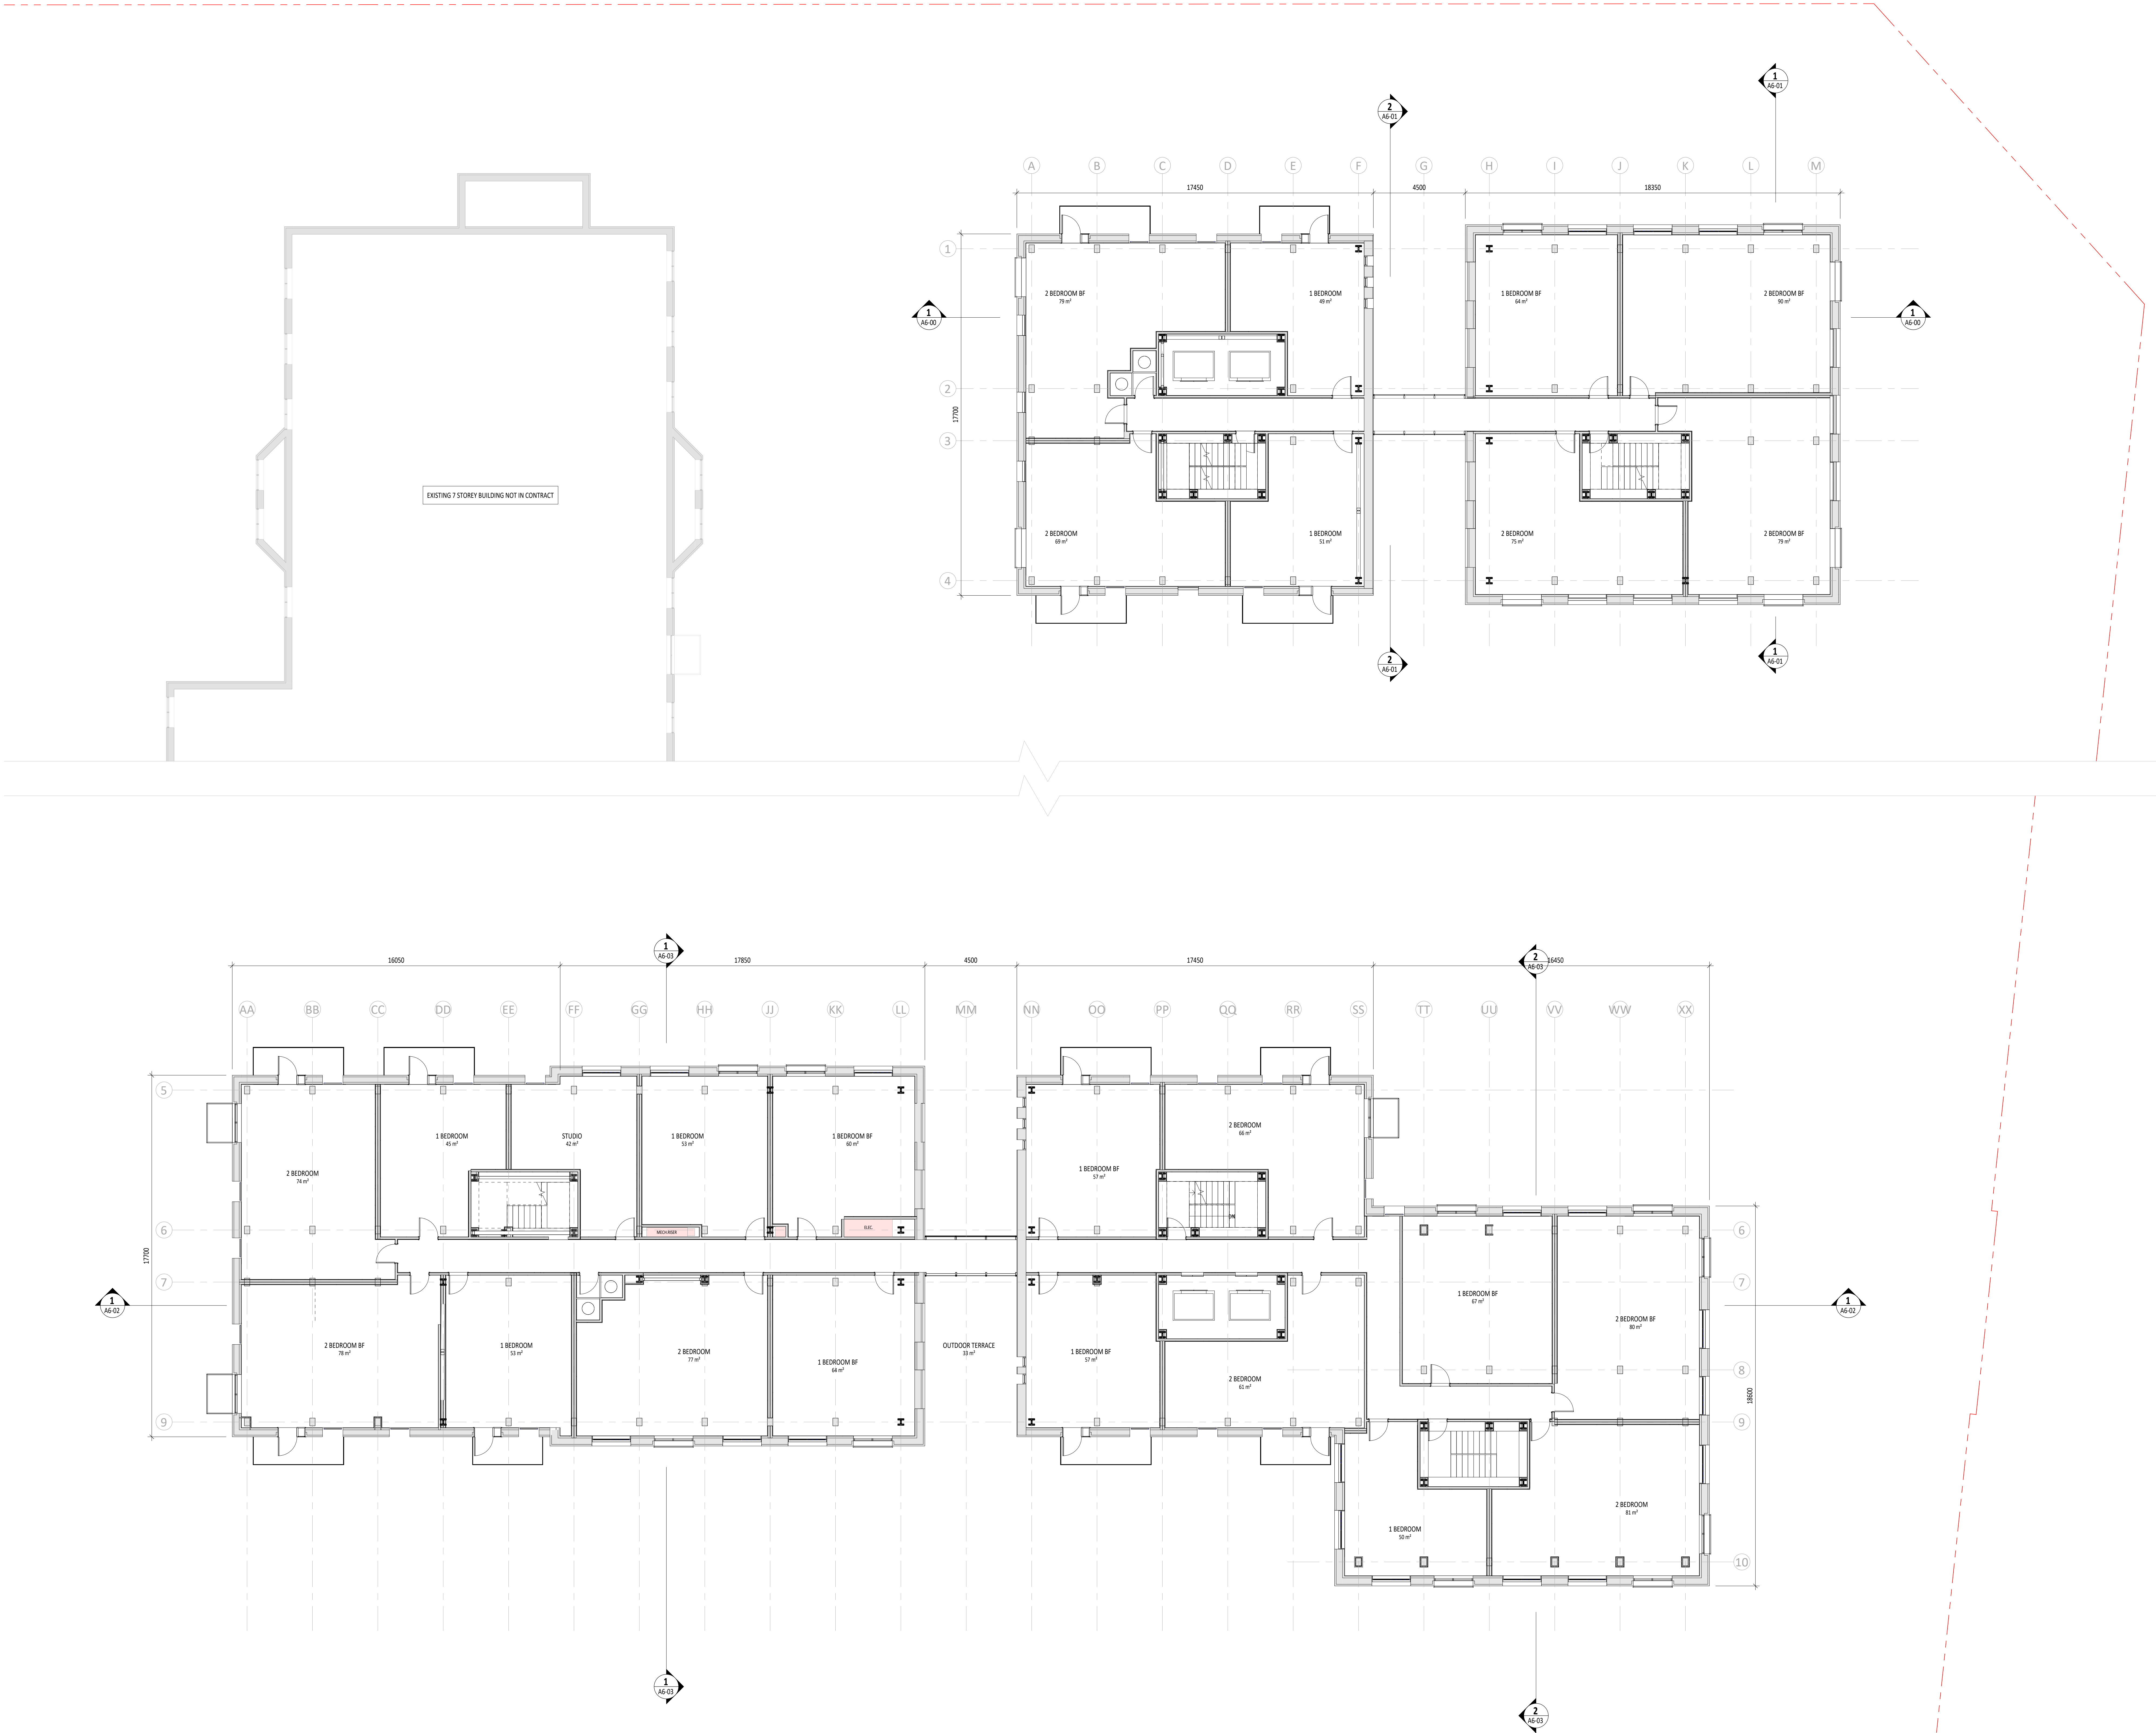 1
A6-01
2
A6-01
A
B
C
D
E
F
G
H
I
J
K
L
M
17450
4500
18350
1
2
3
4
17700
1
A6-00
1
A6-00
2 BEDROOM BF
79 m²
1 BEDROOM
49 m²
1 BEDROOM BF
64 m²
2 BEDROOM BF
90 m²
EXISTING 7 STOREY BUILDING NOT IN CONTRACT
2 BEDROOM
69 m²
1 BEDROOM
51 m²
2 BEDROOM
75 m²
2 BEDROOM BF
79 m²
2
A6-01
1
A6-01
1
A6-03
2
A6-03
16050
17850
4500
17450
16450
AA
BB
CC
DD
EE
FF
GG
HH
JJ
KK
LL
MM
NN
OO
PP
QQ
RR
SS
TT
UU
VV
WW
XX
5
6
7
9
17700
6
7
8
9
10
18600
1 BEDROOM
45 m²
STUDIO
42 m²
1 BEDROOM
53 m²
1 BEDROOM BF
60 m²
2 BEDROOM
66 m²
2 BEDROOM
74 m²
1 BEDROOM BF
57 m²
MECH.RISER
ELEC.
DN
1
A6-02
1
A6-02
1 BEDROOM BF
67 m²
2 BEDROOM BF
80 m²
2 BEDROOM BF
78 m²
1 BEDROOM
53 m²
2 BEDROOM
77 m²
1 BEDROOM BF
64 m²
OUTDOOR TERRACE
33 m²
1 BEDROOM BF
57 m²
2 BEDROOM
61 m²
1 BEDROOM
50 m²
2 BEDROOM
81 m²
1
A6-03
2
A6-03